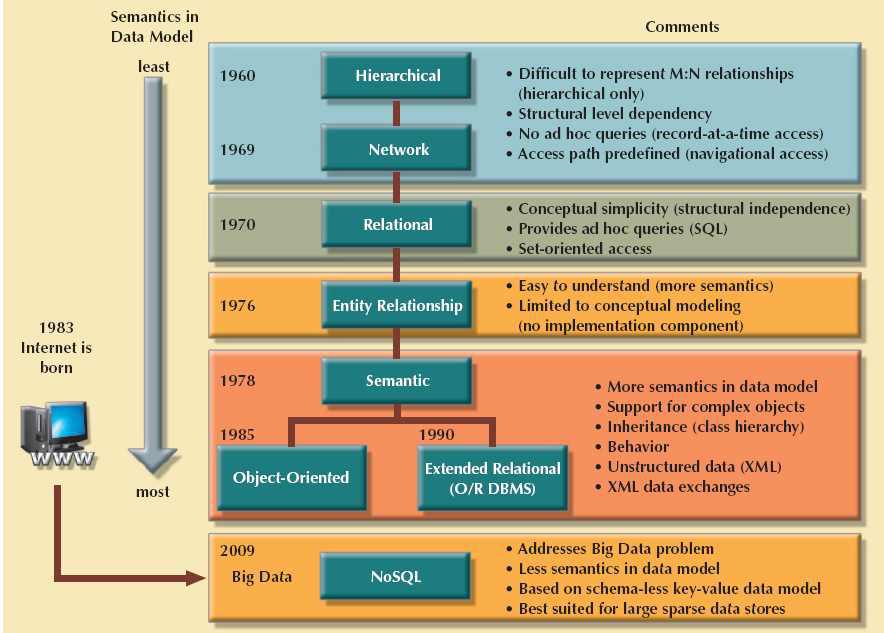 Semantics in
Data Model
Comments
least
1960
Hierarchical
• Difficult to represent M:N relationships
(hierarchical only)
• Structural level dependency
• No ad hoc queries (record-at-a-time access)
• Access path predefined (navigational access)
1969
Network
1970
Relational
• Conceptual simplicity (structural independence)
• Provides ad hoc queries (SQL)
• Set-oriented access
1976
Entity Relationship
• Easy to understand (more semantics)
• Limited to conceptual modeling
(no implementation component)
1983
Internet is
born
WWW
most
1978
Semantic
1985
Object-Oriented
1990
Extended Relational
(O/R DBMS)
• More semantics in data model
• Support for complex objects
• Inheritance (class hierarchy)
• Behavior
• Unstructured data (XML)
• XML data exchanges
2009
Big Data
NoSQL
• Addresses Big Data problem
• Less semantics in data model
• Based on schema-less key-value data model
• Best suited for large sparse data stores